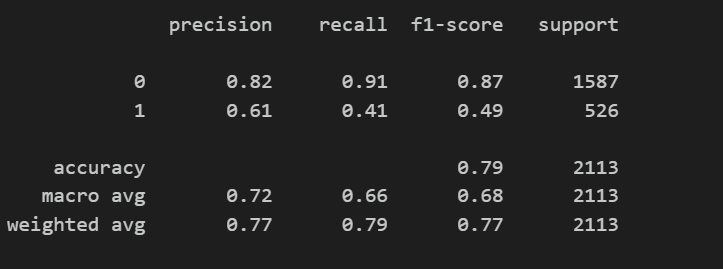 precision recall f1-score support
0 0.82 0.91 0.87 1587
1 0.61 0.41 0.49 526
accuracy 0.79 2113
macro avg 0.72 0.66 0.68 2113
weighted avg 0.77 0.79 0.77 2113